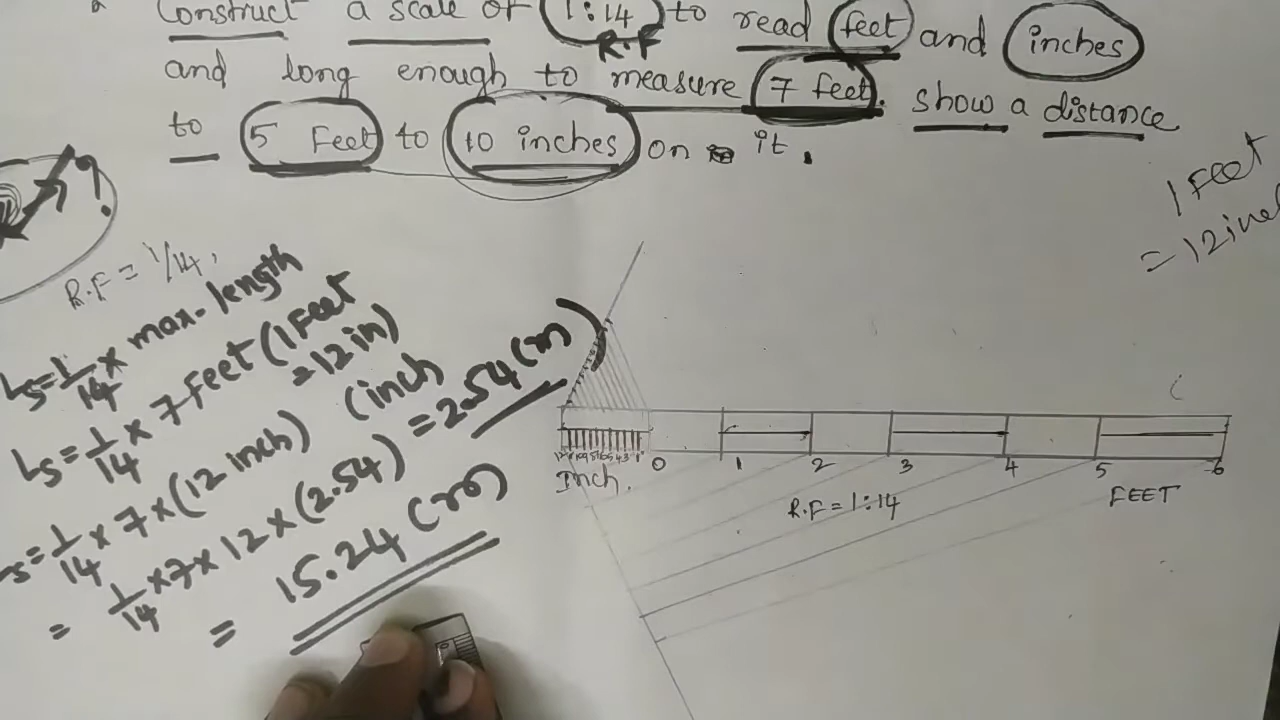 Construct a scale of 1:14 to read feet and inches
R.F
and long enough to measure 7 feet. show a distance
to 5 Feet to 10 inches on it.
1 Feet
= 12 in
?
R.F = 1/14,
Ls = 1/14 × max. length
Ls = 1/14 × 7 feet (1 Feet
= 12 in)
s = 1/14 × 7 × (12 inch) (inch
= 2.54 cm)
= 1/14 × 7 × 12 × (2.54)
= 15.24 cm
0 1 2 3 4 5 6
Inch.
R.F = 1:14
FEET